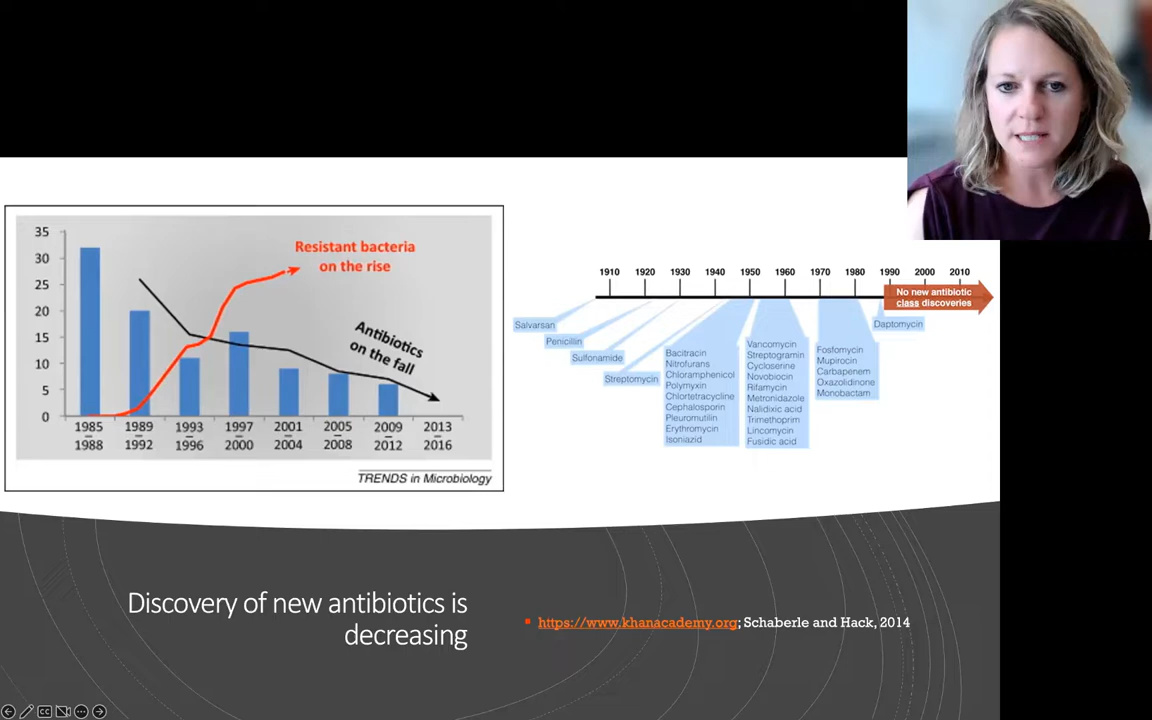 35
30
25
20
15
10
5
0
Resistant bacteria
on the rise
Antibiotics
on the fall
1985 – 1988
1989 – 1992
1993 – 1996
1997 – 2000
2001 – 2004
2005 – 2008
2009 – 2012
2013 – 2016
TRENDS in Microbiology
1910 1920 1930 1940 1950 1960 1970 1980 1990 2000 2010
No new antibiotic
class discoveries
Salvarsan
Penicillin
Sulfonamide
Streptomycin
Bacitracin
Nitrofurans
Chloramphenicol
Polymyxin
Chlortetracycline
Cephalosporin
Pleuromutilin
Erythromycin
Isoniazid
Vancomycin
Streptogramin
Cycloserine
Novobiocin
Rifamycin
Metronidazole
Nalidixic acid
Trimethoprim
Lincomycin
Fusidic acid
Fosfomycin
Mupirocin
Carbapenem
Oxazolidinone
Monobactam
Daptomycin
Discovery of new antibiotics is
decreasing
https://www.khanacademy.org; Schaberle and Hack, 2014
CC